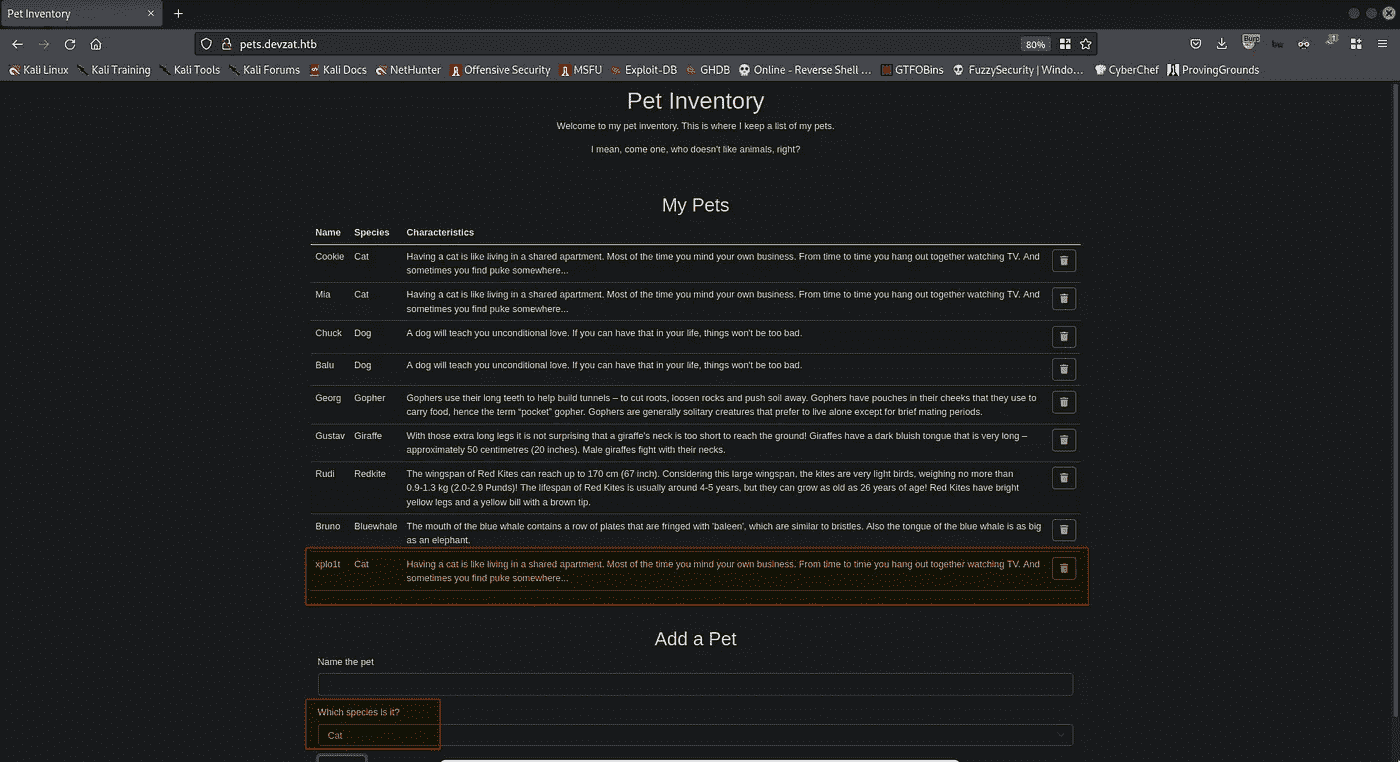 Pet Inventory
pets.devzat.htb
80%
Kali Linux Kali Training Kali Tools Kali Forums Kali Docs NetHunter Offensive Security MSFU Exploit-DB GHDB Online - Reverse Shell ... GTFOBins FuzzySecurity | Windo... CyberChef ProvingGrounds
Pet Inventory
Welcome to my pet inventory. This is where I keep a list of my pets.
I mean, come one, who doesn't like animals, right?
My Pets
Name Species Characteristics
Cookie Cat Having a cat is like living in a shared apartment. Most of the time you mind your own business. From time to time you hang out together watching TV. And
sometimes you find puke somewhere...
Mia Cat Having a cat is like living in a shared apartment. Most of the time you mind your own business. From time to time you hang out together watching TV. And
sometimes you find puke somewhere...
Chuck Dog A dog will teach you unconditional love. If you can have that in your life, things won't be too bad.
Balu Dog A dog will teach you unconditional love. If you can have that in your life, things won't be too bad.
Georg Gopher Gophers use their long teeth to help build tunnels – to cut roots, loosen rocks and push soil away. Gophers have pouches in their cheeks that they use to
carry food, hence the term “pocket” gopher. Gophers are generally solitary creatures that prefer to live alone except for brief mating periods.
Gustav Giraffe With those extra long legs it is not surprising that a giraffe's neck is too short to reach the ground! Giraffes have a dark bluish tongue that is very long –
approximately 50 centimetres (20 inches). Male giraffes fight with their necks.
Rudi Redkite The wingspan of Red Kites can reach up to 170 cm (67 inch). Considering this large wingspan, the kites are very light birds, weighing no more than
0.9-1.3 kg (2.0-2.9 Punds)! The lifespan of Red Kites is usually around 4-5 years, but they can grow as old as 26 years of age! Red Kites have bright
yellow legs and a yellow bill with a brown tip.
Bruno Bluewhale The mouth of the blue whale contains a row of plates that are fringed with 'baleen', which are similar to bristles. Also the tongue of the blue whale is as big
as an elephant.
xplo1t Cat Having a cat is like living in a shared apartment. Most of the time you mind your own business. From time to time you hang out together watching TV. And
sometimes you find puke somewhere...
Add a Pet
Name the pet
Which species is it?
Cat